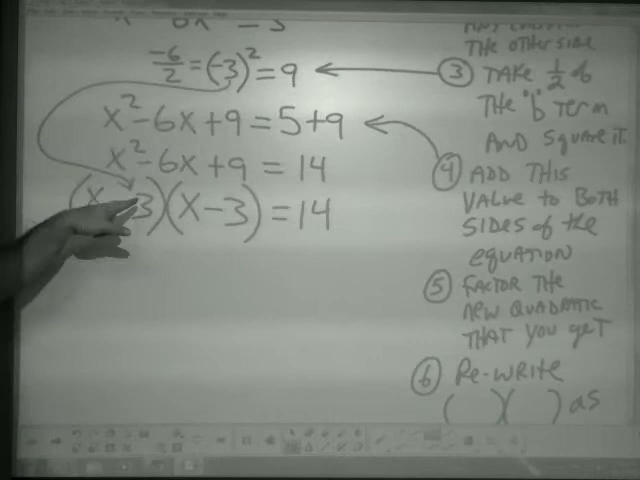 -6/2 = (-3)² = 9
x² - 6x + 9 = 5 + 9
x² - 6x + 9 = 14
(x - 3)(x - 3) = 14
THE OTHER SIDE
③ TAKE 1/2 of
THE "b" TERM
AND SQUARE IT.
④ ADD THIS
VALUE TO BOTH
SIDES of the
equation
⑤ FACTOR THE
NEW QUADRATIC
THAT YOU GET
⑥ Re-WRITE
( )( ) as